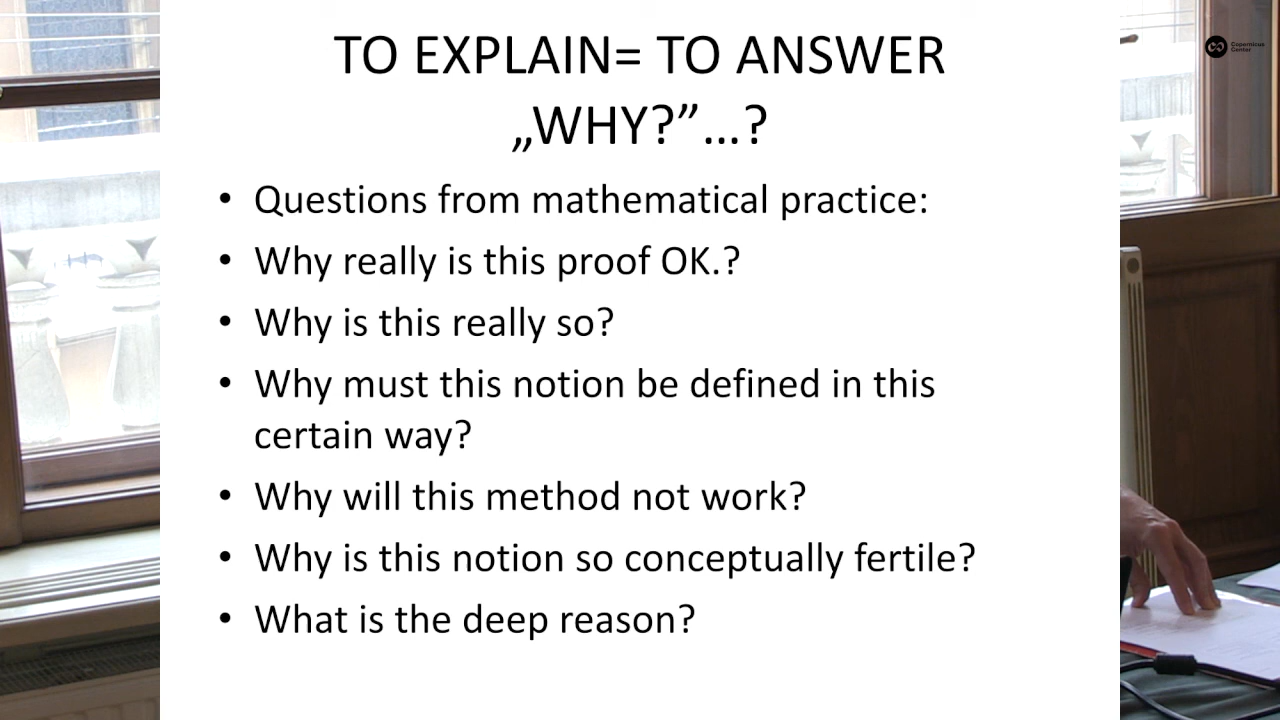 TO EXPLAIN= TO ANSWER
„WHY?”…?
• Questions from mathematical practice:
• Why really is this proof OK.?
• Why is this really so?
• Why must this notion be defined in this
certain way?
• Why will this method not work?
• Why is this notion so conceptually fertile?
• What is the deep reason?
Copernicus
Center